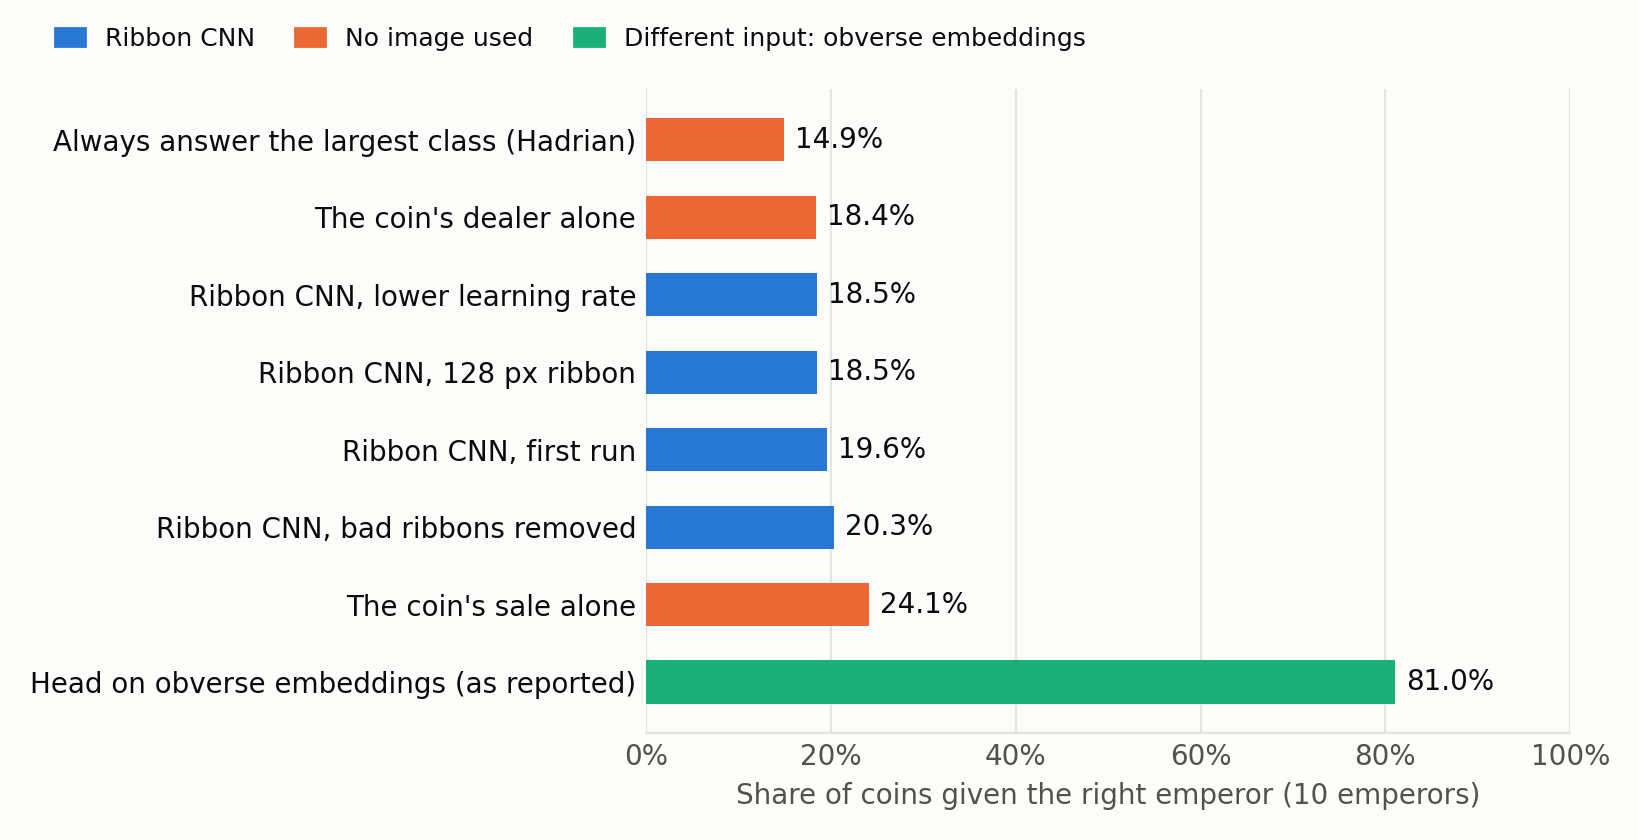 Ribbon CNN No image used Different input: obverse embeddings
Always answer the largest class (Hadrian) 14.9%
The coin's dealer alone 18.4%
Ribbon CNN, lower learning rate 18.5%
Ribbon CNN, 128 px ribbon 18.5%
Ribbon CNN, first run 19.6%
Ribbon CNN, bad ribbons removed 20.3%
The coin's sale alone 24.1%
Head on obverse embeddings (as reported) 81.0%
0% 20% 40% 60% 80% 100%
Share of coins given the right emperor (10 emperors)